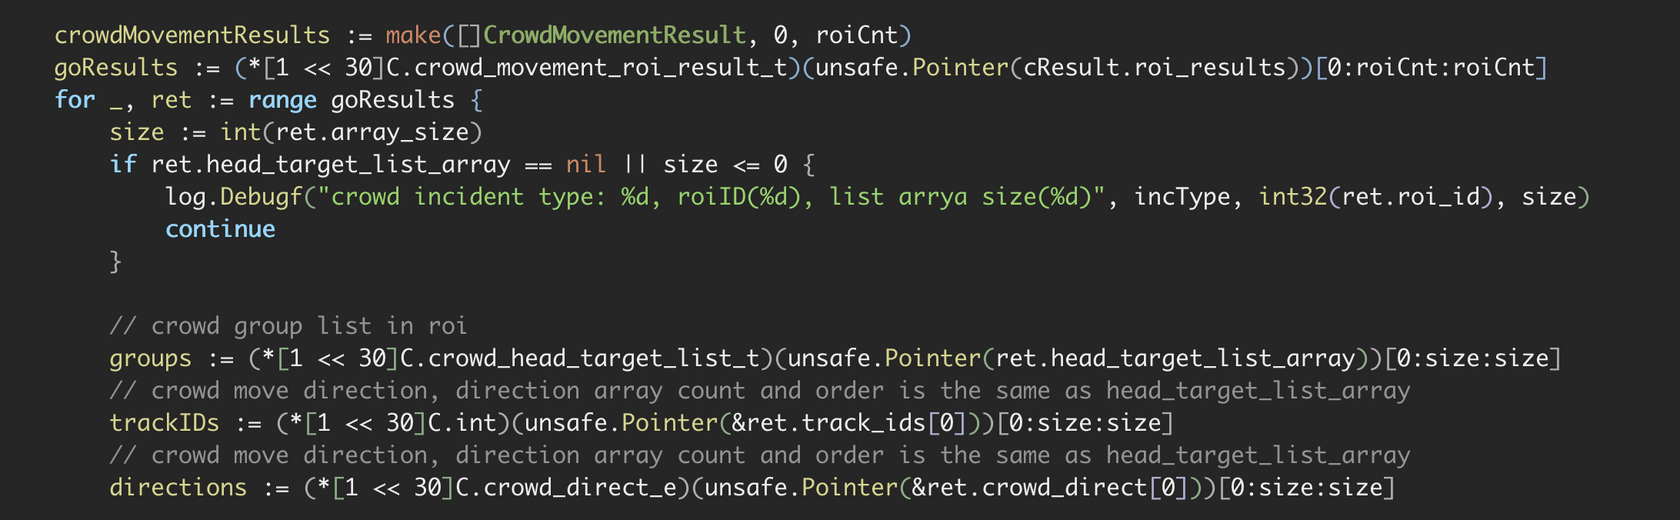 crowdMovementResults := make([]CrowdMovementResult, 0, roiCnt)
goResults := (*[1 << 30]C.crowd_movement_roi_result_t)(unsafe.Pointer(cResult.roi_results))[0:roiCnt:roiCnt]
for _, ret := range goResults {
    size := int(ret.array_size)
    if ret.head_target_list_array == nil || size <= 0 {
        log.Debugf("crowd incident type: %d, roiID(%d), list arrya size(%d)", incType, int32(ret.roi_id), size)
        continue
    }

    // crowd group list in roi
    groups := (*[1 << 30]C.crowd_head_target_list_t)(unsafe.Pointer(ret.head_target_list_array))[0:size:size]
    // crowd move direction, direction array count and order is the same as head_target_list_array
    trackIDs := (*[1 << 30]C.int)(unsafe.Pointer(&ret.track_ids[0]))[0:size:size]
    // crowd move direction, direction array count and order is the same as head_target_list_array
    directions := (*[1 << 30]C.crowd_direct_e)(unsafe.Pointer(&ret.crowd_direct[0]))[0:size:size]